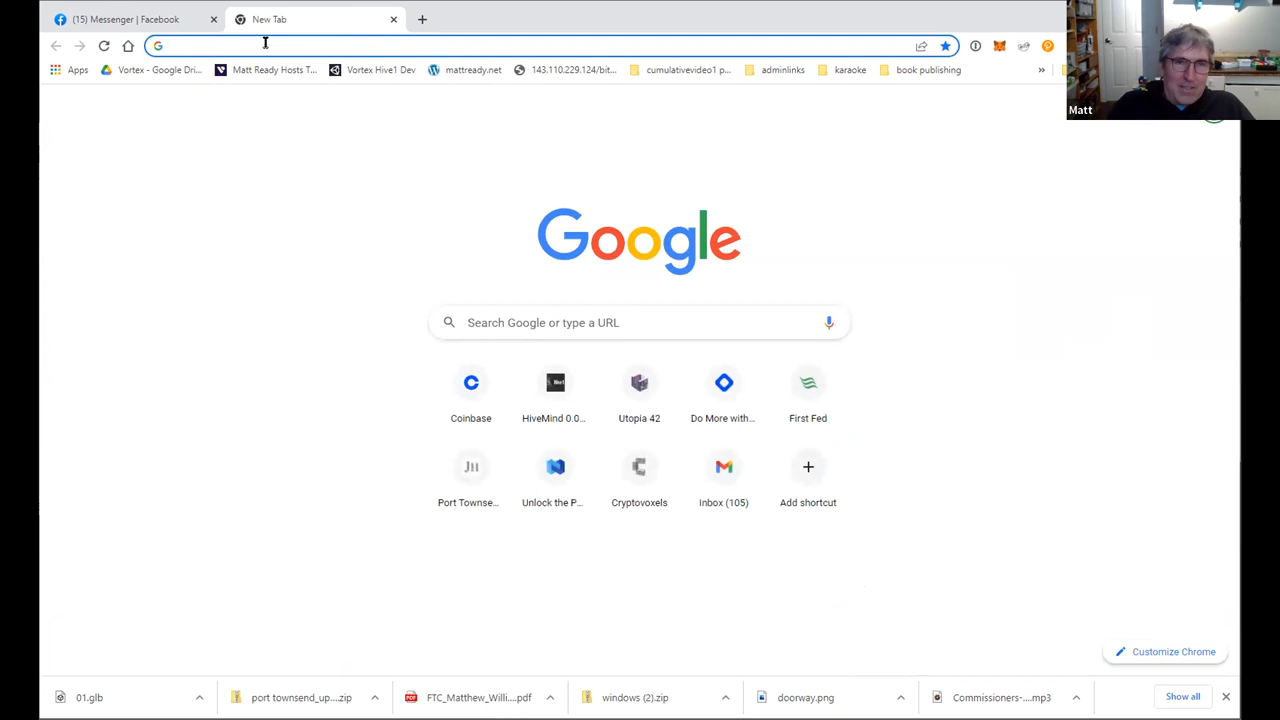 (15) Messenger | Facebook
New Tab
Apps
Vortex - Google Dri...
Matt Ready Hosts T...
Vortex Hive1 Dev
mattready.net
143.110.229.124/bit...
cumulativevideo1 p...
adminlinks
karaoke
book publishing
»
Matt
Google
Search Google or type a URL
Coinbase
HiveMind 0.0...
Utopia 42
Do More with...
First Fed
Port Townse...
Unlock the P...
Cryptovoxels
Inbox (105)
Add shortcut
Customize Chrome
01.glb
port townsend_up....zip
FTC_Matthew_Willi....pdf
windows (2).zip
doorway.png
Commissioners-....mp3
Show all